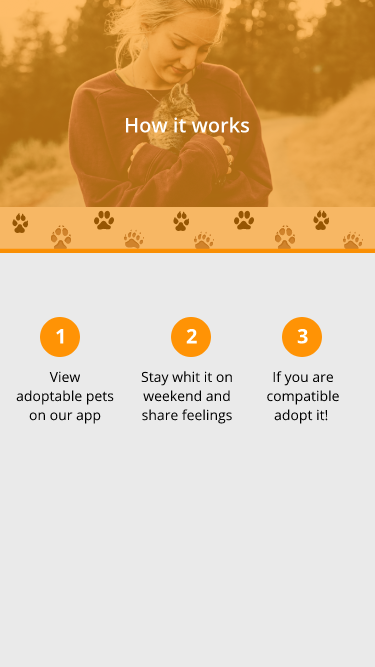 How it works
1
View
adoptable pets
on our app
2
Stay whit it on
weekend and
share feelings
3
If you are
compatible
adopt it!